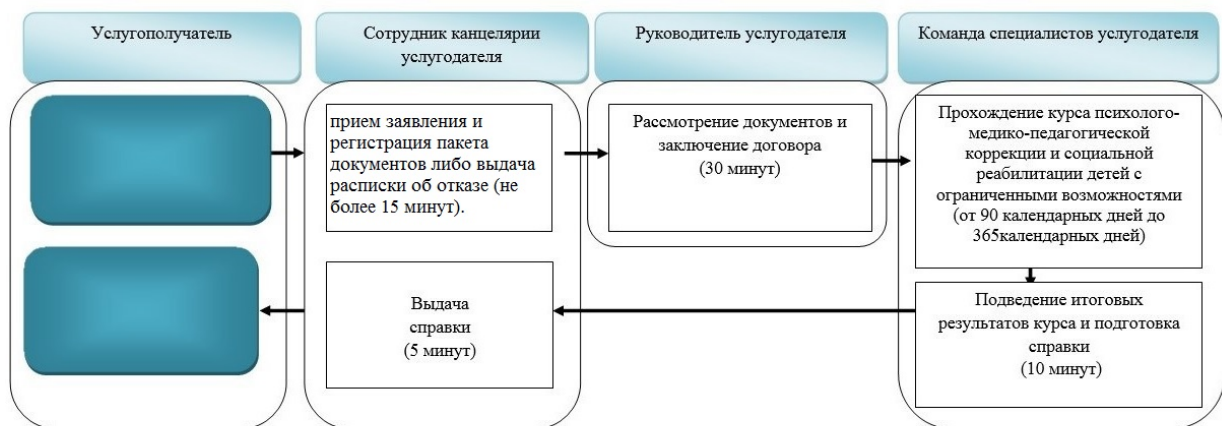 Услугополучатель
Сотрудник канцелярии
услугодателя
Руководитель услугодателя
Команда специалистов услугодателя
прием заявления и
регистрация пакета
документов либо выдача
расписки об отказе (не
более 15 минут).
Рассмотрение документов и
заключение договора
(30 минут)
Прохождение курса психолого-
медико-педагогической
коррекции и социальной
реабилитации детей с
ограниченными возможностями
(от 90 календарных дней до
365календарных дней)
Выдача
справки
(5 минут)
Подведение итоговых
результатов курса и подготовка
справки
(10 минут)